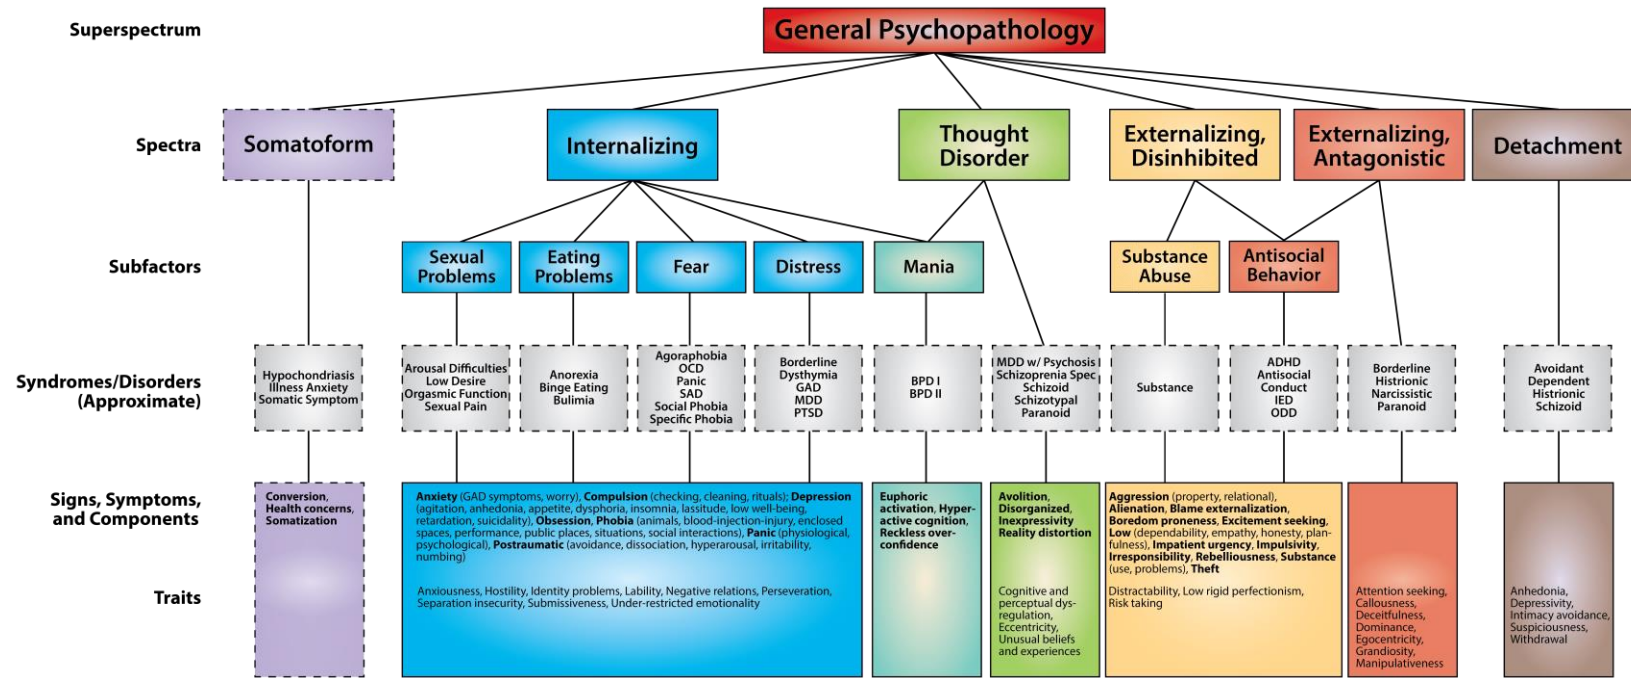 Superspectrum
General Psychopathology
Spectra
Somatoform
Internalizing
Thought
Disorder
Externalizing,
Disinhibited
Externalizing,
Antagonistic
Detachment
Subfactors
Sexual
Problems
Eating
Problems
Fear
Distress
Mania
Substance
Abuse
Antisocial
Behavior
Syndromes/Disorders
(Approximate)
Hypochondriasis
Illness Anxiety
Somatic Symptom
Arousal Difficulties
Low Desire
Orgasmic Function
Sexual Pain
Anorexia
Binge Eating
Bulimia
Agoraphobia
OCD
Panic
SAD
Social Phobia
Specific Phobia
Borderline
Dysthymia
GAD
MDD
PTSD
BPD I
BPD II
MDD w/ Psychosis
Schizoprenia Spec
Schizoid
Schizotypal
Paranoid
Substance
ADHD
Antisocial
Conduct
IED
ODD
Borderline
Histrionic
Narcissistic
Paranoid
Avoidant
Dependent
Histrionic
Schizoid
Signs, Symptoms,
and Components
Conversion,
Health concerns,
Somatization
Anxiety (GAD symptoms, worry), Compulsion (checking, cleaning, rituals); Depression
(agitation, anhedonia, appetite, dysphoria, insomnia, lassitude, low well-being,
retardation, suicidality), Obsession, Phobia (animals, blood-injection-injury, enclosed
spaces, performance, public places, situations, social interactions), Panic (physiological,
psychological), Postraumatic (avoidance, dissociation, hyperarousal, irritability,
numbing)
Euphoric
activation, Hyper-
active cognition,
Reckless over-
confidence
Avolition,
Disorganized,
Inexpressivity
Reality distortion
Aggression (property, relational),
Alienation, Blame externalization,
Boredom proneness, Excitement seeking,
Low (dependability, empathy, honesty, plan-
fulness), Impatient urgency, Impulsivity,
Irresponsibility, Rebelliousness, Substance
(use, problems), Theft
Traits
Anxiousness, Hostility, Identity problems, Lability, Negative relations, Perseveration,
Separation insecurity, Submissiveness, Under-restricted emotionality
Cognitive and
perceptual dys-
regulation,
Eccentricity,
Unusual beliefs
and experiences
Distractability, Low rigid perfectionism,
Risk taking
Attention seeking,
Callousness,
Deceitfulness,
Dominance,
Egocentricity,
Grandiosity,
Manipulativeness
Anhedonia,
Depressivity,
Intimacy avoidance,
Suspiciousness,
Withdrawal